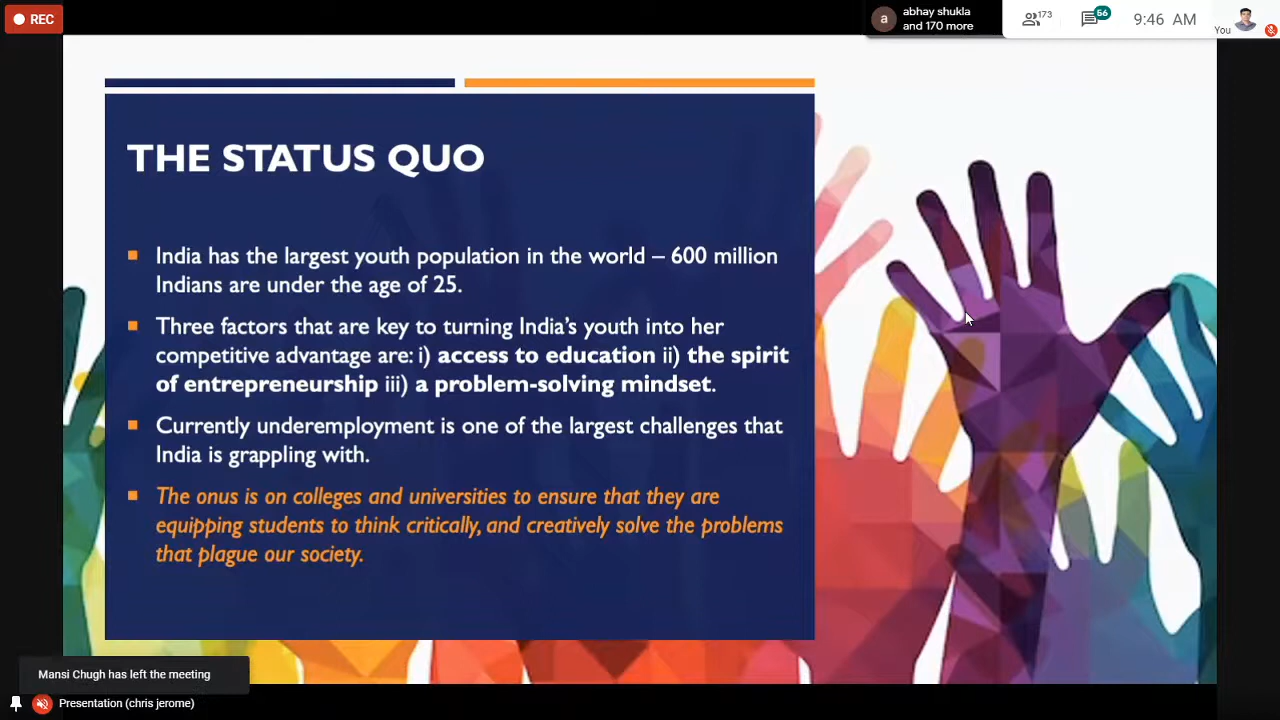 REC
a
abhay shukla
and 170 more
173
56
9:46 AM
You
THE STATUS QUO
India has the largest youth population in the world – 600 million
Indians are under the age of 25.
Three factors that are key to turning India's youth into her
competitive advantage are: i) access to education ii) the spirit
of entrepreneurship iii) a problem-solving mindset.
Currently underemployment is one of the largest challenges that
India is grappling with.
The onus is on colleges and universities to ensure that they are
equipping students to think critically, and creatively solve the problems
that plague our society.
Mansi Chugh has left the meeting
Presentation (chris jerome)